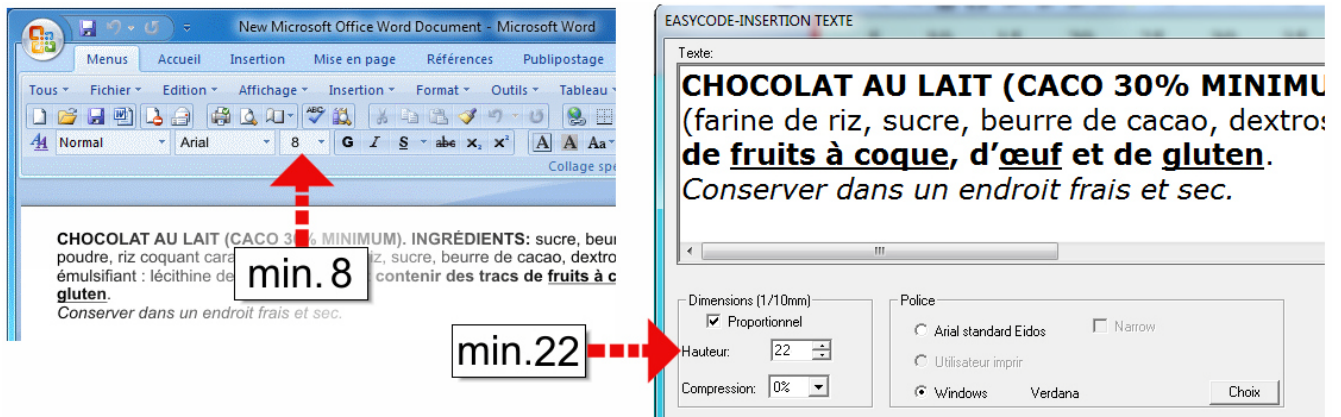 New Microsoft Office Word Document - Microsoft Word
Menus Accueil Insertion Mise en page Références Publipostage
Tous Fichier Edition Affichage Insertion Format Outils Tableau
Normal Arial 8 G I S abc X₂ X² A A Aa
Collage spé
CHOCOLAT AU LAIT (CACO 30% MINIMUM). INGRÉDIENTS: sucre, beur
poudre, riz coquant cara iz, sucre, beurre de cacao, dextro
émulsifiant : lécithine de contenir des tracs de fruits à c
gluten.
Conserver dans un endroit frais et sec.
min. 8
min.22
EASYCODE-INSERTION TEXTE
Texte:
CHOCOLAT AU LAIT (CACO 30% MINIMU
(farine de riz, sucre, beurre de cacao, dextros
de fruits à coque, d'œuf et de gluten.
Conserver dans un endroit frais et sec.
Dimensions (1/10mm)
Proportionnel
Hauteur: 22
Compression: 0%
Police
Arial standard Eidos Narrow
Utilisateur imprir
Windows Verdana Choix